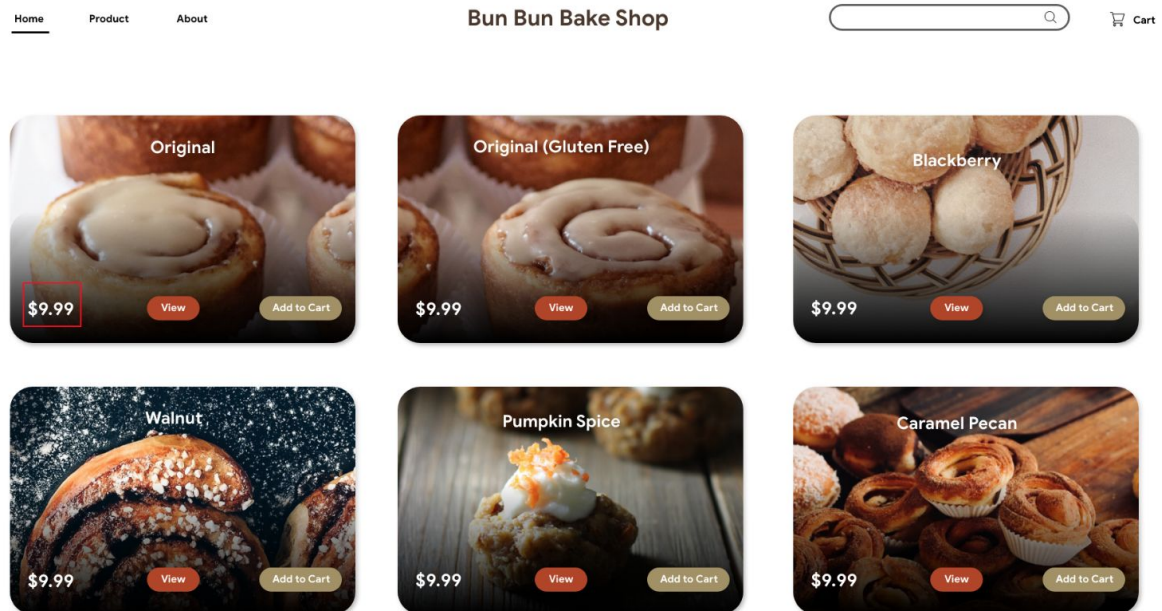 Home Product About Bun Bun Bake Shop Cart
Original
Original (Gluten Free)
Blackberry
$9.99 View Add to Cart
$9.99 View Add to Cart
$9.99 View Add to Cart
Walnut
Pumpkin Spice
Caramel Pecan
$9.99 View Add to Cart
$9.99 View Add to Cart
$9.99 View Add to Cart